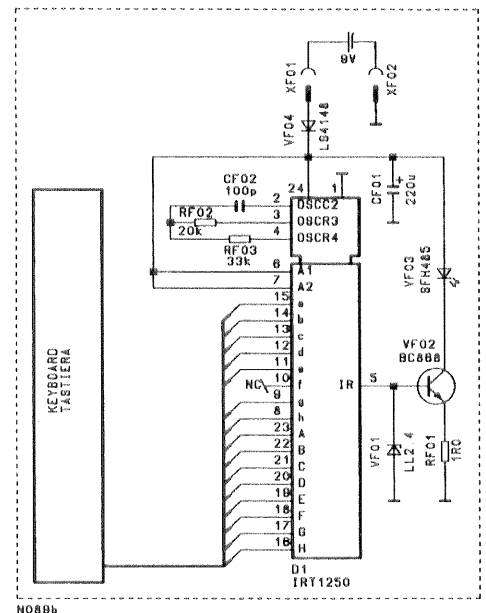 XF01
9V
XF02
VF04
LS4148
CF02
100p
24
1
CF01
+
220u
2
OSCC2
RF02
3
OSCR3
20k
4
OSCR4
RF03
33k
VF03
SFH485
6
A1
7
A2
15
a
14
b
13
c
12
d
11
e
10
f
NC
9
g
8
h
23
A
22
B
21
C
20
D
19
E
18
F
17
G
16
H
IR
5
VF02
BC868
VF01
LL2.4
RF01
1R0
KEYBOARD
TASTIERA
D1
IRT1250
N089b